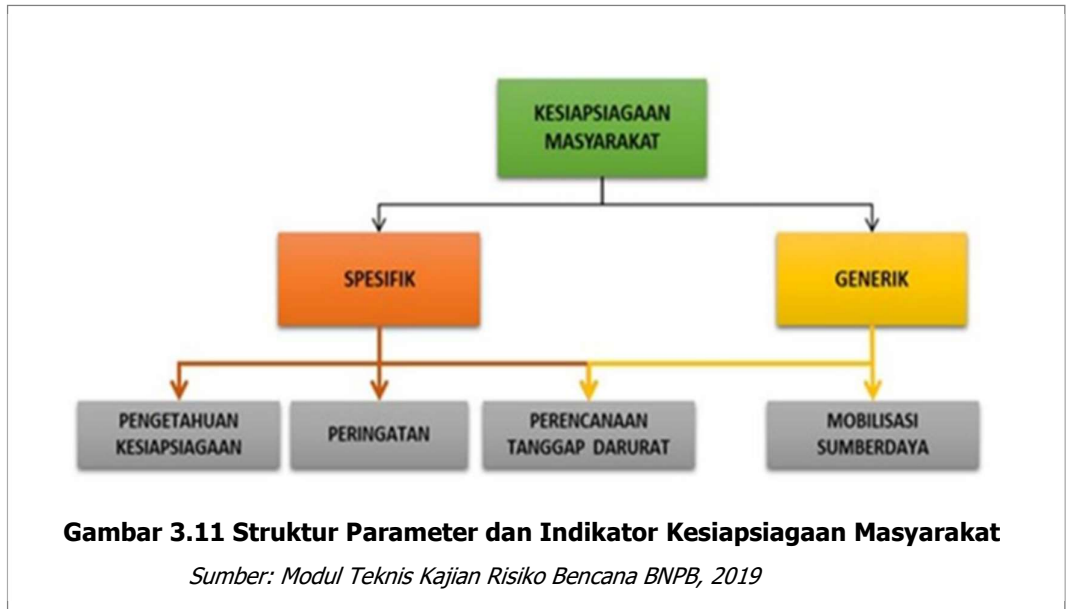 KESIAPSIAGAAN
MASYARAKAT
SPESIFIK
GENERIK
PENGETAHUAN
KESIAPSIAGAAN
PERINGATAN
PERENCANAAN
TANGGAP DARURAT
MOBILISASI
SUMBERDAYA
Gambar 3.11 Struktur Parameter dan Indikator Kesiapsiagaan Masyarakat
Sumber: Modul Teknis Kajian Risiko Bencana BNPB, 2019